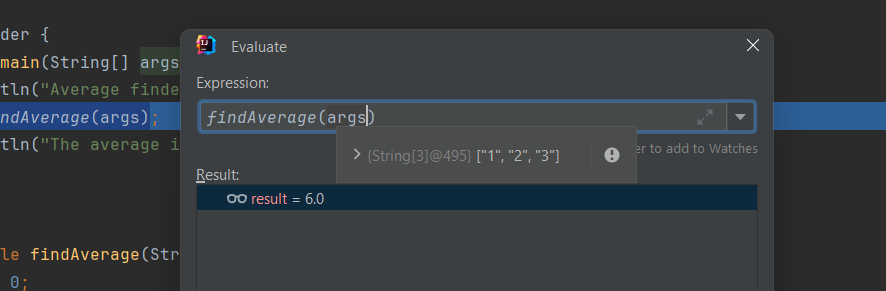 der {
Evaluate
main(String[] args
Expression:
tln("Average finde
ndAverage(args);
findAverage(args)
tln("The average i
{String[3]@495} ["1", "2", "3"]
er to add to Watches
Result:
result = 6.0
le findAverage(Str
0;